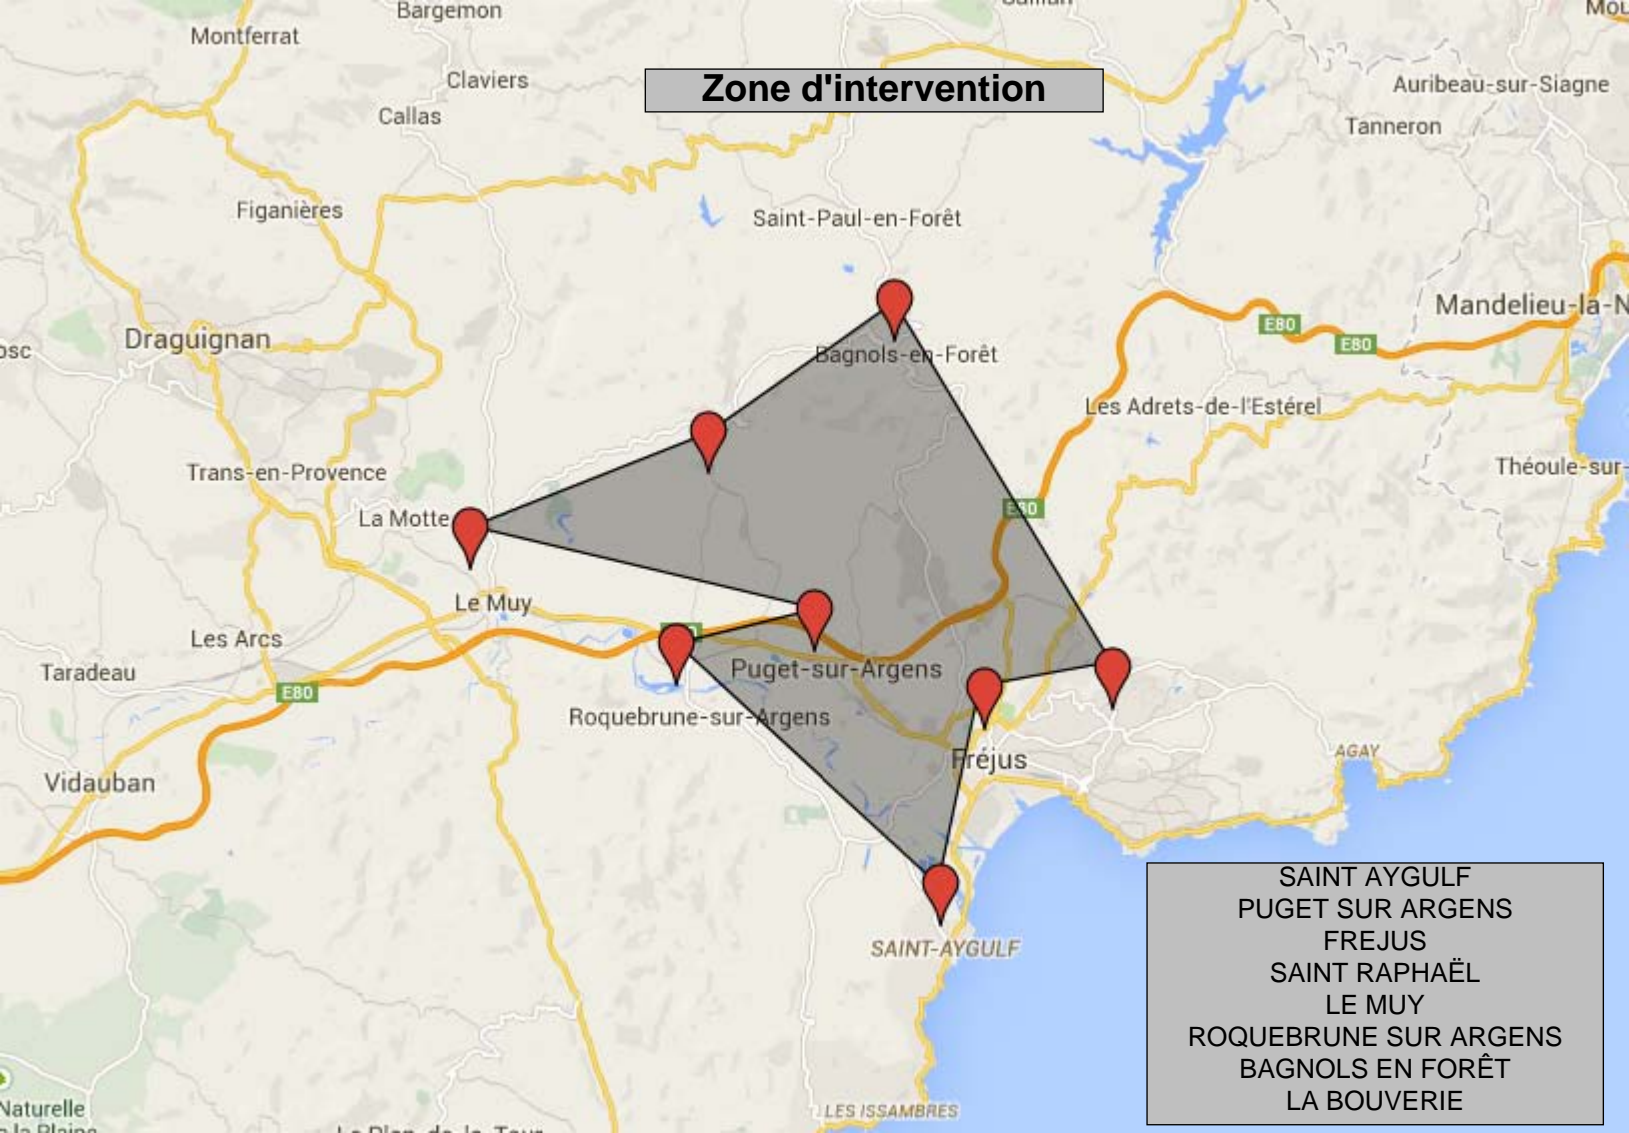 Bargemon
Montferrat
Claviers
Callas
Zone d'intervention
Auribeau-sur-Siagne
Tanneron
Figanières
Saint-Paul-en-Forêt
Mandelieu-la-N
E80
E80
Draguignan
Bagnols-en-Forêt
Les Adrets-de-l'Estérel
Trans-en-Provence
Théoule-sur-
La Motte
E80
Le Muy
Les Arcs
Taradeau
Puget-sur-Argens
E80
Roquebrune-sur-Argens
Fréjus
AGAY
Vidauban
SAINT-AYGULF
SAINT AYGULF
PUGET SUR ARGENS
FREJUS
SAINT RAPHAËL
LE MUY
ROQUEBRUNE SUR ARGENS
BAGNOLS EN FORÊT
LA BOUVERIE
Naturelle
LES ISSAMBRES